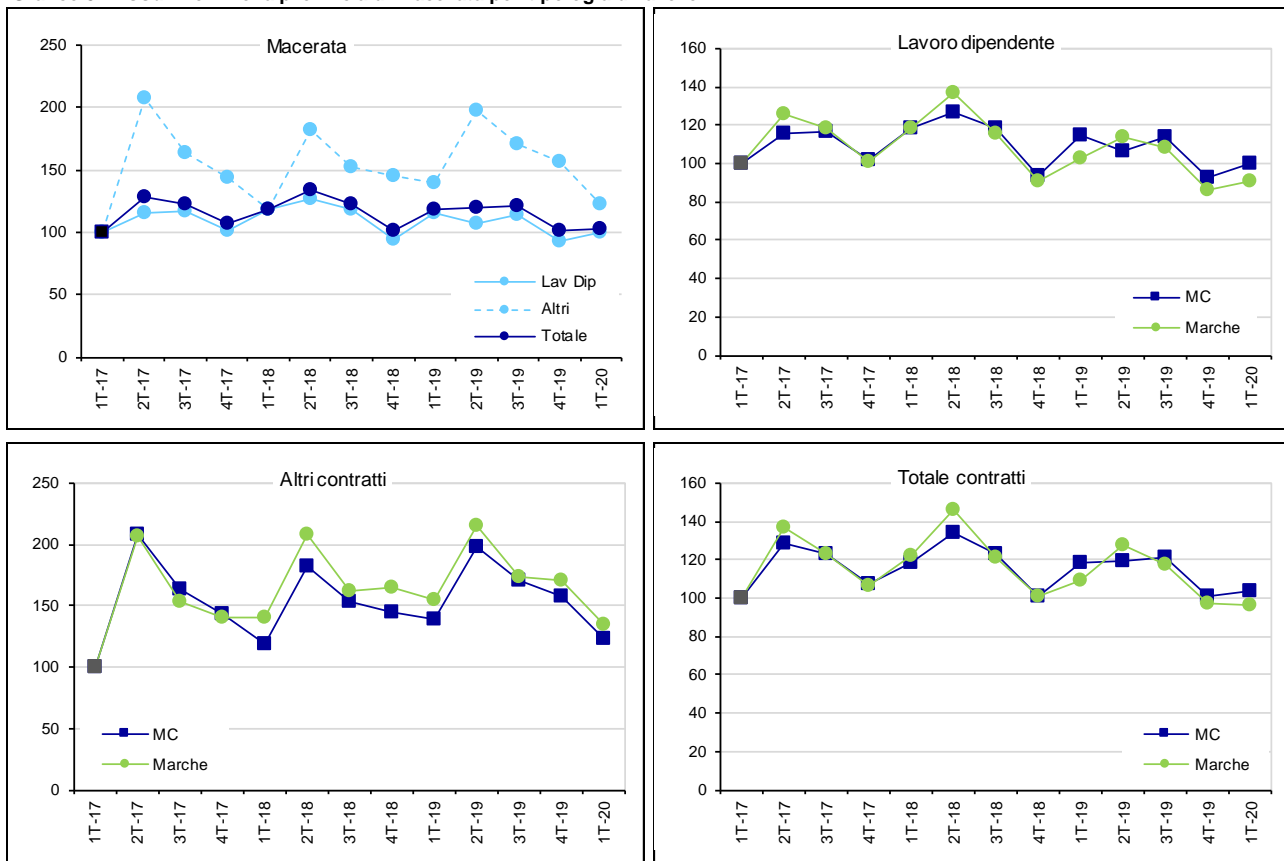 Macerata
250
200
150
100
50
0
Lav Dip
Altri
Totale
1T-17
2T-17
3T-17
4T-17
1T-18
2T-18
3T-18
4T-18
1T-19
2T-19
3T-19
4T-19
1T-20
Lavoro dipendente
160
140
120
100
80
60
40
20
0
MC
Marche
1T-17
2T-17
3T-17
4T-17
1T-18
2T-18
3T-18
4T-18
1T-19
2T-19
3T-19
4T-19
1T-20
Altri contratti
250
200
150
100
50
0
MC
Marche
1T-17
2T-17
3T-17
4T-17
1T-18
2T-18
3T-18
4T-18
1T-19
2T-19
3T-19
4T-19
1T-20
Totale contratti
160
140
120
100
80
60
40
20
0
MC
Marche
1T-17
2T-17
3T-17
4T-17
1T-18
2T-18
3T-18
4T-18
1T-19
2T-19
3T-19
4T-19
1T-20